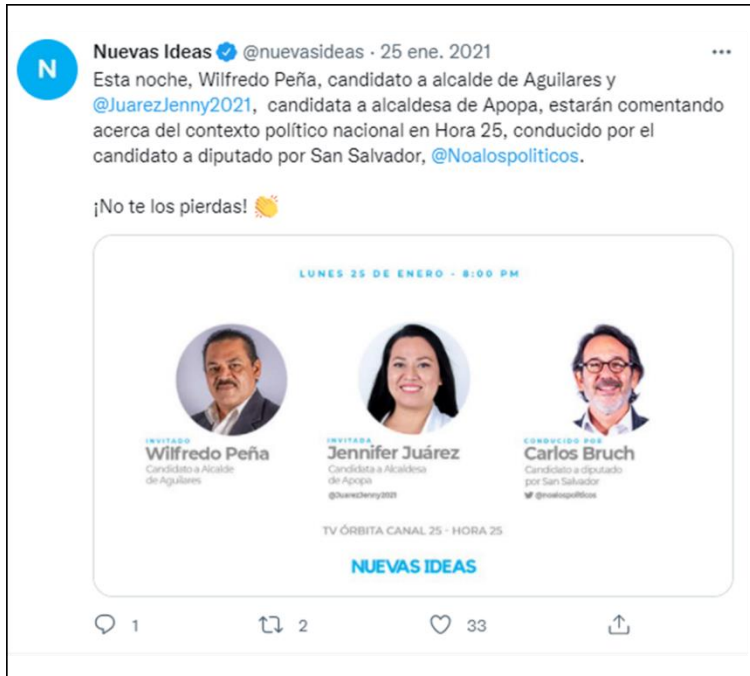 N
Nuevas Ideas @nuevasideas · 25 ene. 2021
Esta noche, Wilfredo Peña, candidato a alcalde de Aguilares y
@JuarezJenny2021, candidata a alcaldesa de Apopa, estarán comentando
acerca del contexto político nacional en Hora 25, conducido por el
candidato a diputado por San Salvador, @Noalospoliticos.
¡No te los pierdas!
LUNES 25 DE ENERO - 8:00 PM
INVITADO
Wilfredo Peña
Candidato a Alcalde
de Aguilares
INVITADA
Jennifer Juárez
Candidata a Alcaldesa
de Apopa
@JuarezJenny2021
CONDUCIDO POR
Carlos Bruch
Candidato a diputado
por San Salvador
@noalospoliticos
TV ÓRBITA CANAL 25 - HORA 25
NUEVAS IDEAS
1 2 33